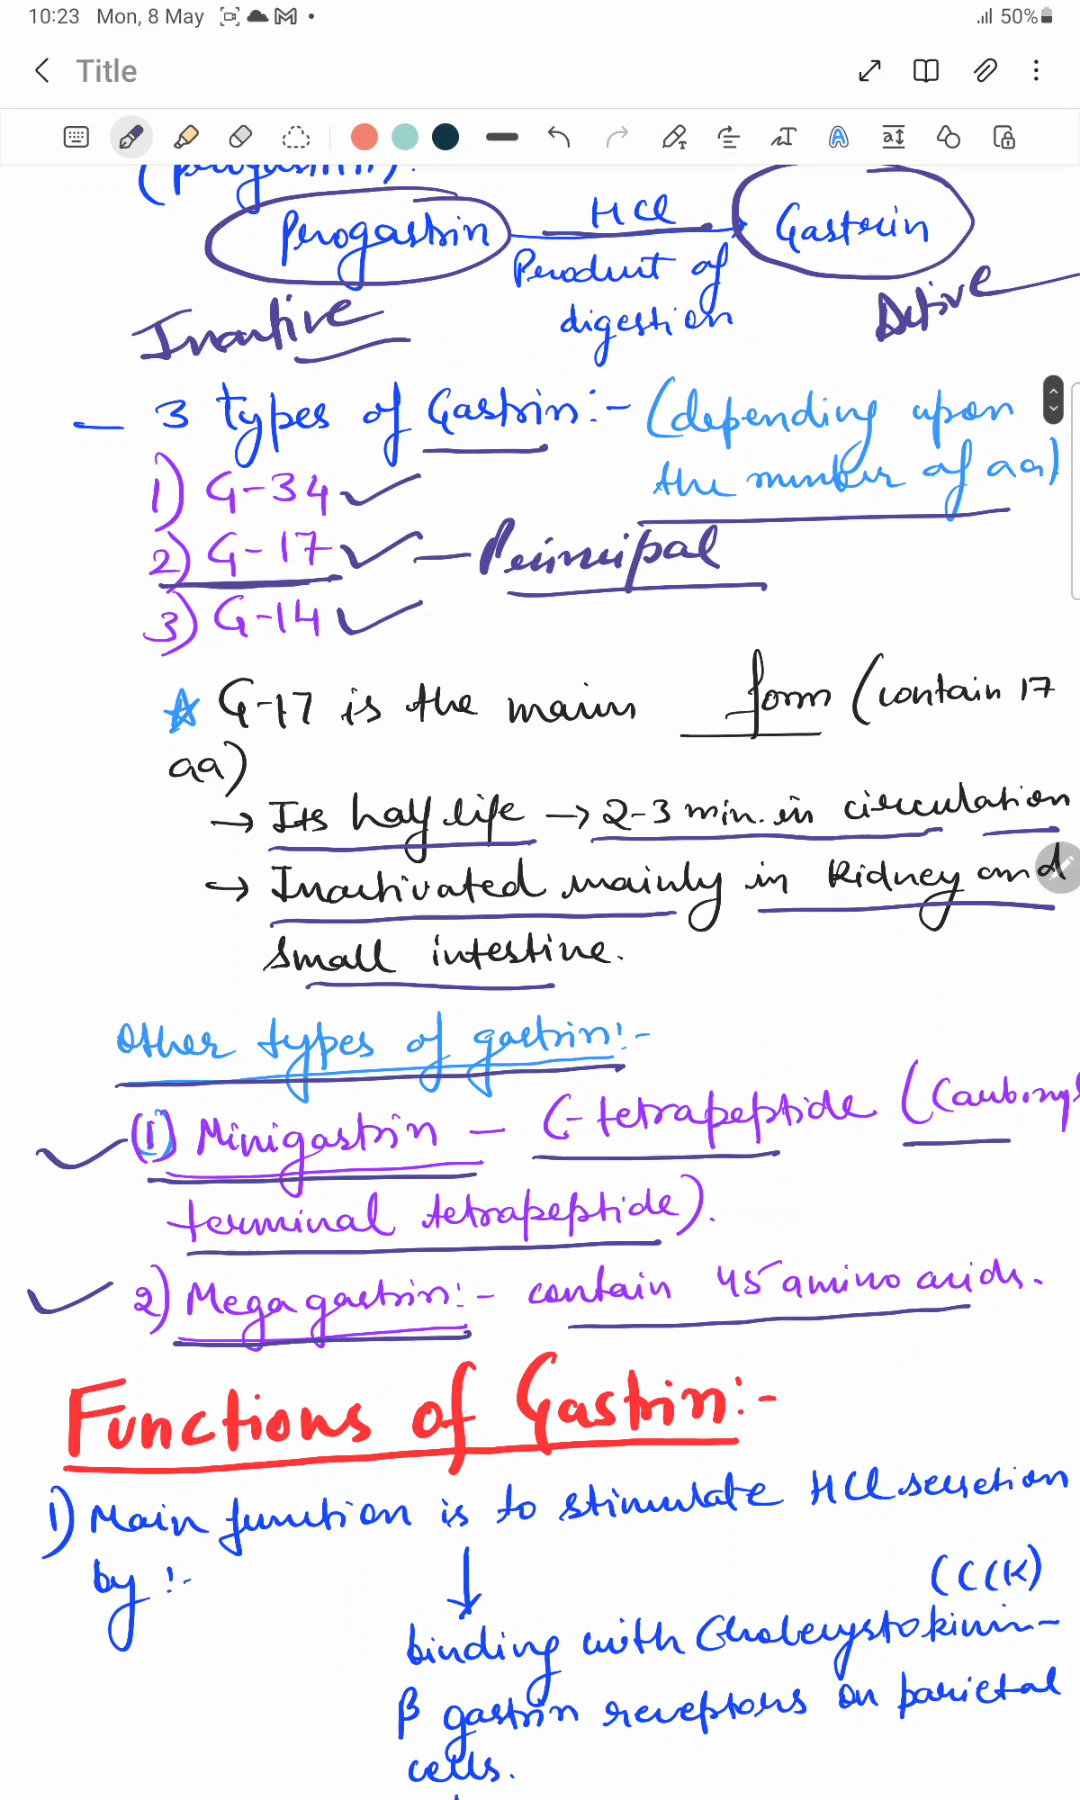 10:23 Mon, 8 May
50%
Title
(progastrin).
Progastrin HCl Gastrin
Product of
digestion
Inactive Active
— 3 types of Gastrin:- (depending upon
the number of aa)
1) G-34
2) G-17 — Principal
3) G-14
☆ G-17 is the main form (contain 17
aa)
→ Its half life → 2-3 min. in circulation
→ Inactivated mainly in Kidney and
small intestine.
Other types of gastrin:-
(1) Minigastrin — C-tetrapeptide (Carbonyl
terminal tetrapeptide).
2) Mega gastrin:- contain 45 amino acids.
Functions of Gastrin:-
1) Main function is to stimulate HCl secretion
by :-
↓ (CCK)
binding with Cholecystokinin-
β gastrin receptors on parietal
cells.